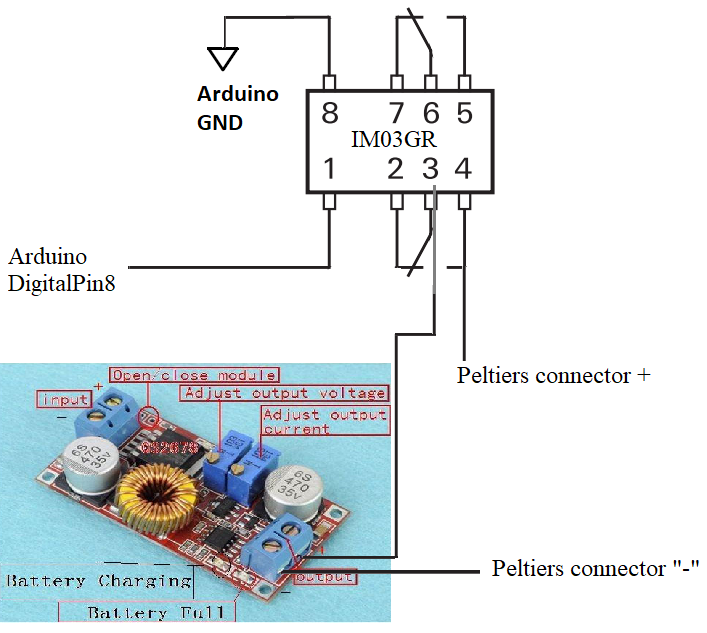 Arduino
GND
8 7 6 5
IM03GR
1 2 3 4
Arduino
DigitalPin8
Peltiers connector +
Open/close module
+
input
-
Adjust output voltage
Adjust output
current
6S
470
35V
6S
470
35V
+
output
-
Battery Charging
Battery Full
Peltiers connector "-"